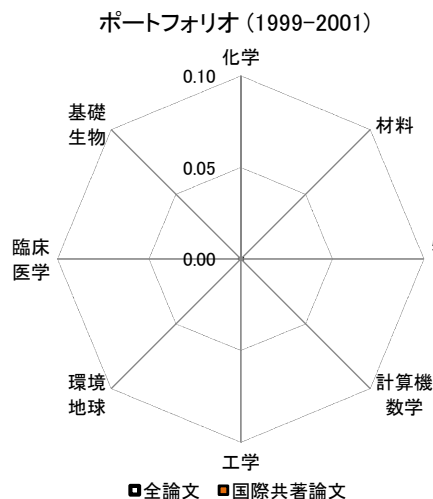 ポートフォリオ (1999-2001)
化学
0.10
基礎
生物
材料
0.05
臨床
医学
0.00
環境
地球
計算機
数学
工学
全論文 国際共著論文